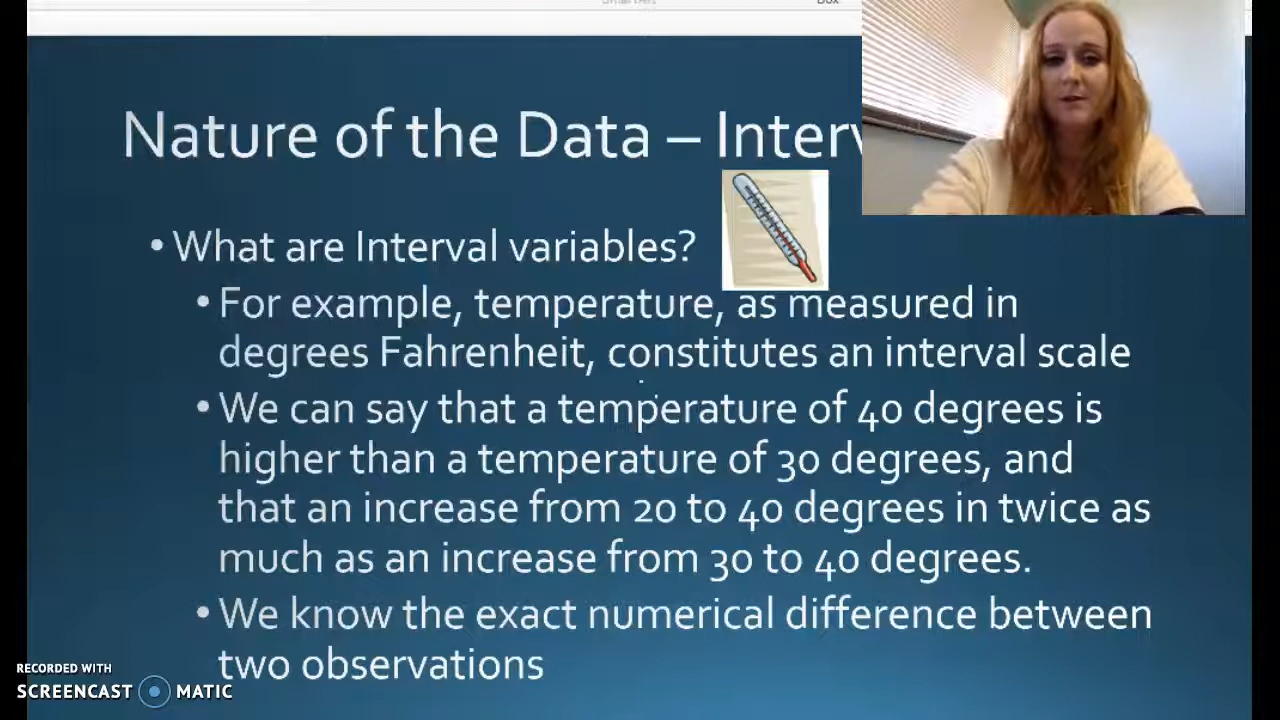 Nature of the Data – Interv
• What are Interval variables?
• For example, temperature, as measured in
degrees Fahrenheit, constitutes an interval scale
• We can say that a temperature of 40 degrees is
higher than a temperature of 30 degrees, and
that an increase from 20 to 40 degrees in twice as
much as an increase from 30 to 40 degrees.
• We know the exact numerical difference between
two observations
RECORDED WITH
SCREENCAST MATIC